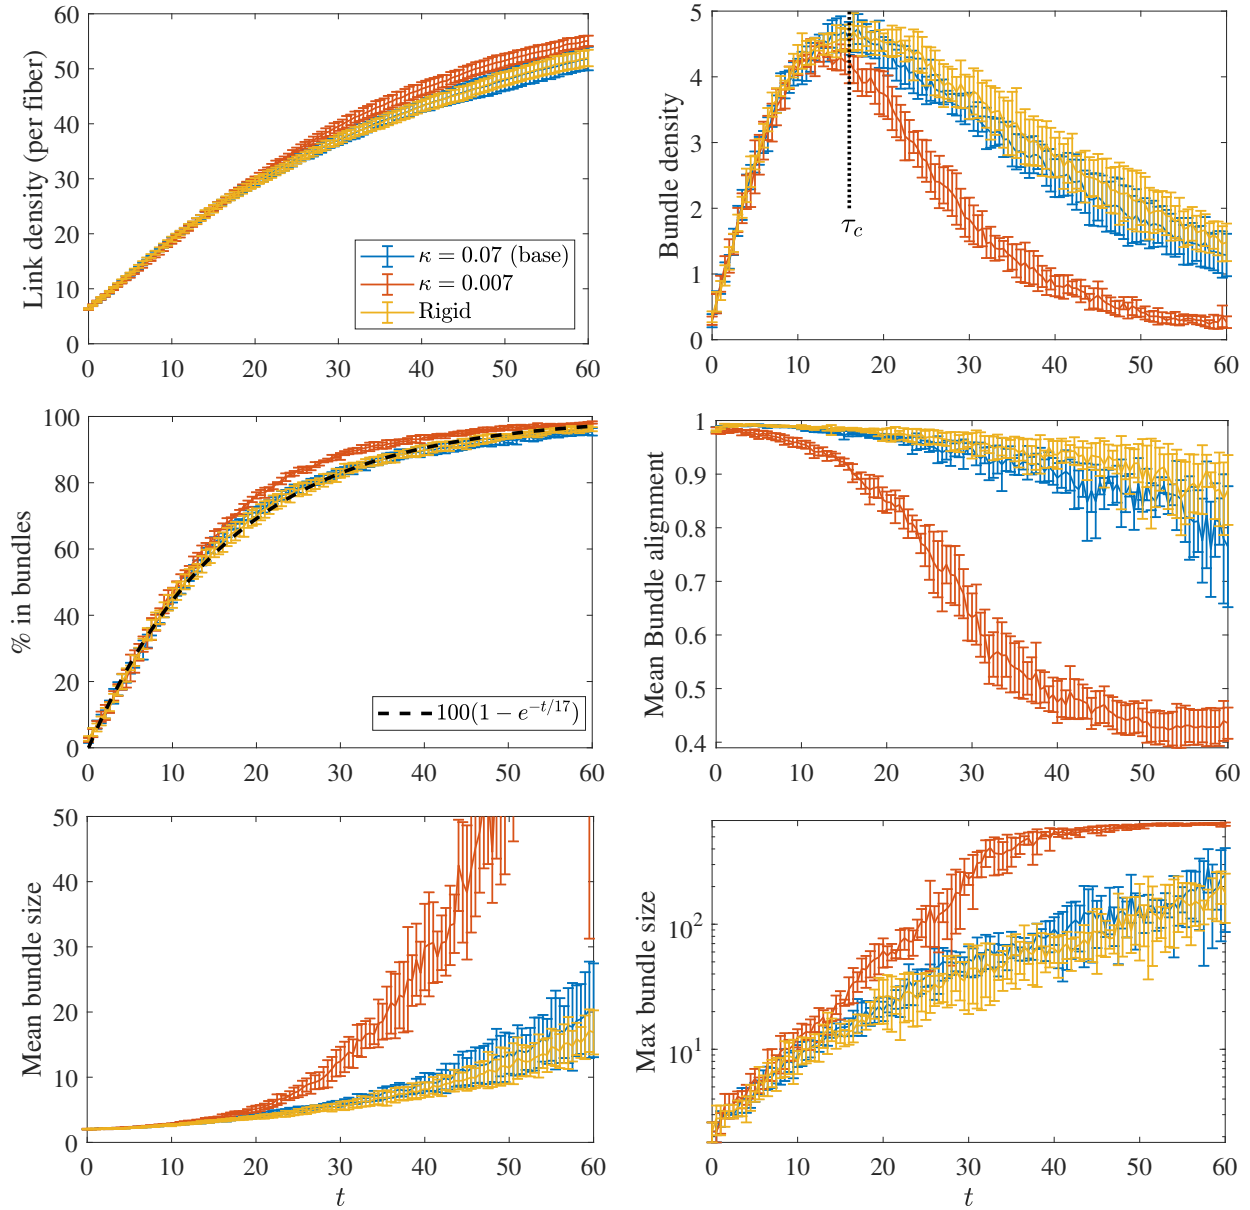 60
50
40
30
20
10
0
Link density (per fiber)
κ = 0.07 (base)
κ = 0.007
Rigid
0 10 20 30 40 50 60
5
4
3
2
1
0
Bundle density
τ_c
0 10 20 30 40 50 60
100
80
60
40
20
0
% in bundles
100(1 − e^{−t/17})
0 10 20 30 40 50 60
1
0.9
0.8
0.7
0.6
0.5
0.4
Mean Bundle alignment
0 10 20 30 40 50 60
50
40
30
20
10
0
Mean bundle size
0 10 20 30 40 50 60
t
10^2
10^1
Max bundle size
0 10 20 30 40 50 60
t